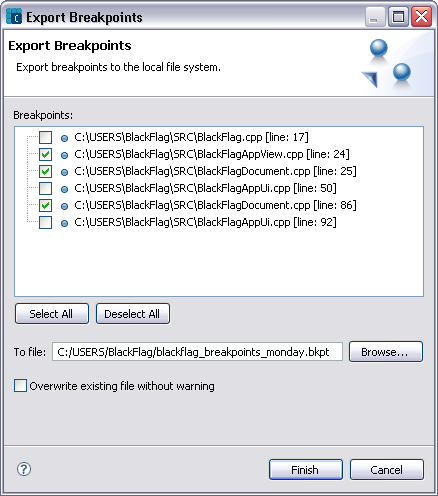 Export Breakpoints
Export Breakpoints
Export breakpoints to the local file system.
Breakpoints:
C:\USERS\BlackFlag\SRC\BlackFlag.cpp [line: 17]
C:\USERS\BlackFlag\SRC\BlackFlagAppView.cpp [line: 24]
C:\USERS\BlackFlag\SRC\BlackFlagDocument.cpp [line: 25]
C:\USERS\BlackFlag\SRC\BlackFlagAppUi.cpp [line: 50]
C:\USERS\BlackFlag\SRC\BlackFlagDocument.cpp [line: 86]
C:\USERS\BlackFlag\SRC\BlackFlagAppUi.cpp [line: 92]
Select All Deselect All
To file: C:/USERS/BlackFlag/blackflag_breakpoints_monday.bkpt Browse...
Overwrite existing file without warning
? Finish Cancel